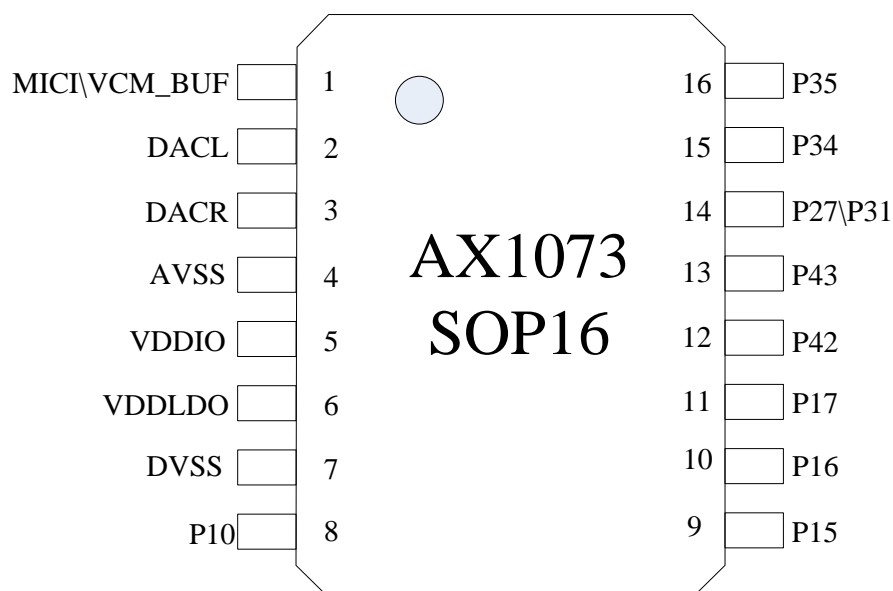 MICI\VCM_BUF 1 16 P35
DACL 2 15 P34
DACR 3 14 P27\P31
AVSS 4 13 P43
AX1073
VDDIO 5 12 P42
SOP16
VDDLDO 6 11 P17
DVSS 7 10 P16
P10 8 9 P15